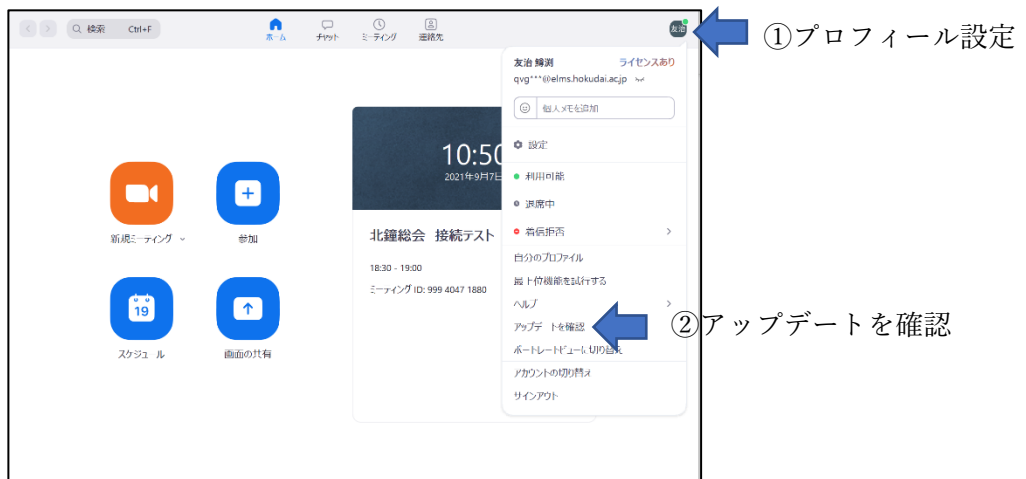 検索 Ctrl+F
ホーム
チャット
ミーティング
連絡先
友治
①プロフィール設定
友治 鱒渕
ライセンスあり
qvg***@elms.hokudai.ac.jp
個人メモを追加
設定
利用可能
退席中
着信拒否
自分のプロファイル
最上位機能を試行する
ヘルプ
アップデートを確認
②アップデートを確認
ポートレートビューに切り替え
アカウントの切り替え
サインアウト
10:50
2021年9月7日
北鐘総会 接続テスト
18:30 - 19:00
ミーティング ID: 999 4047 1880
新規ミーティング
参加
19
スケジュール
画面の共有